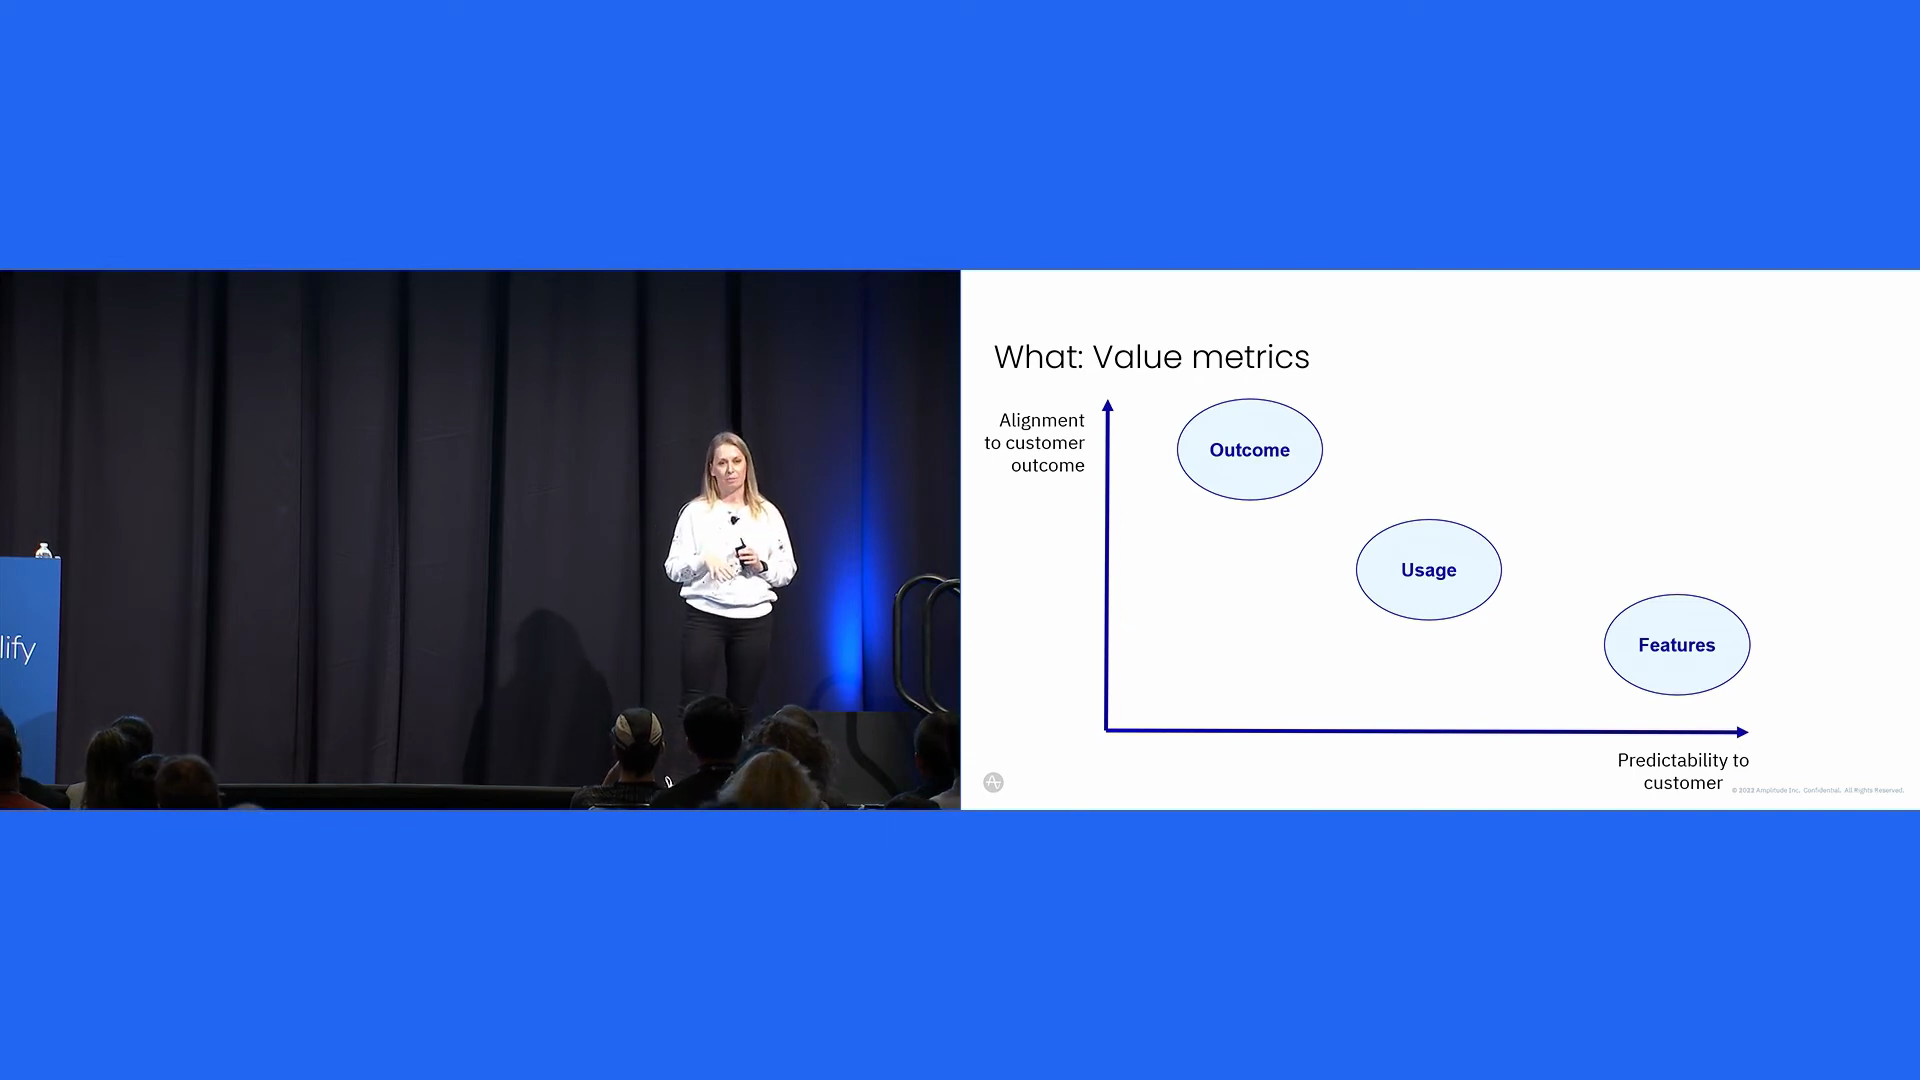 lify
What: Value metrics
Alignment
to customer
outcome
Outcome
Usage
Features
Predictability to
customer
© 2022 Amplitude Inc. Confidential. All Rights Reserved.